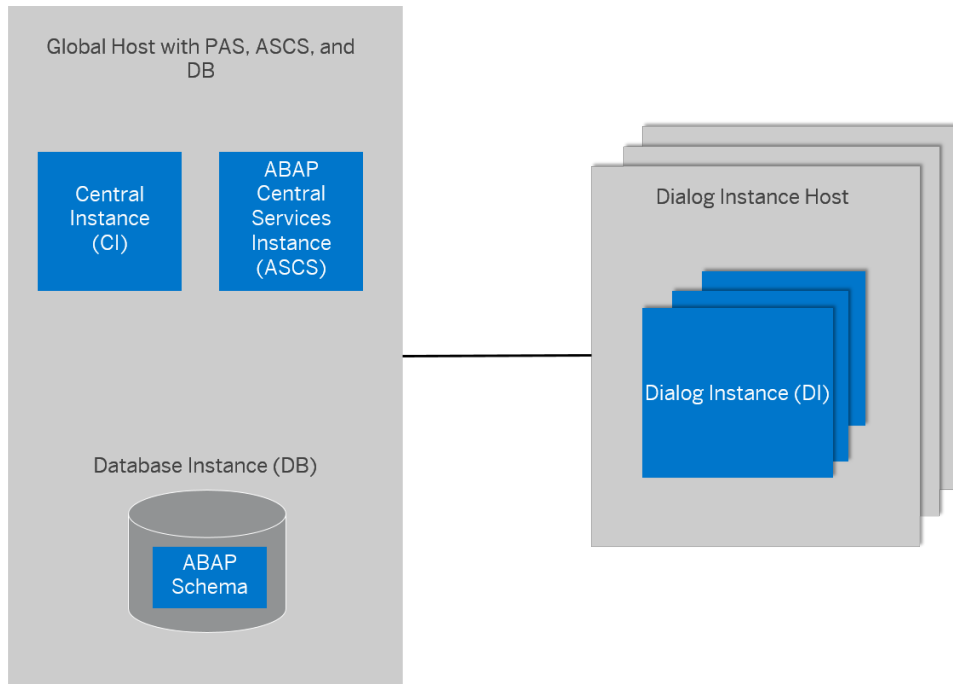 Global Host with PAS, ASCS, and
DB
Central
Instance
(CI)
ABAP
Central
Services
Instance
(ASCS)
Database Instance (DB)
ABAP
Schema
Dialog Instance Host
Dialog Instance (DI)